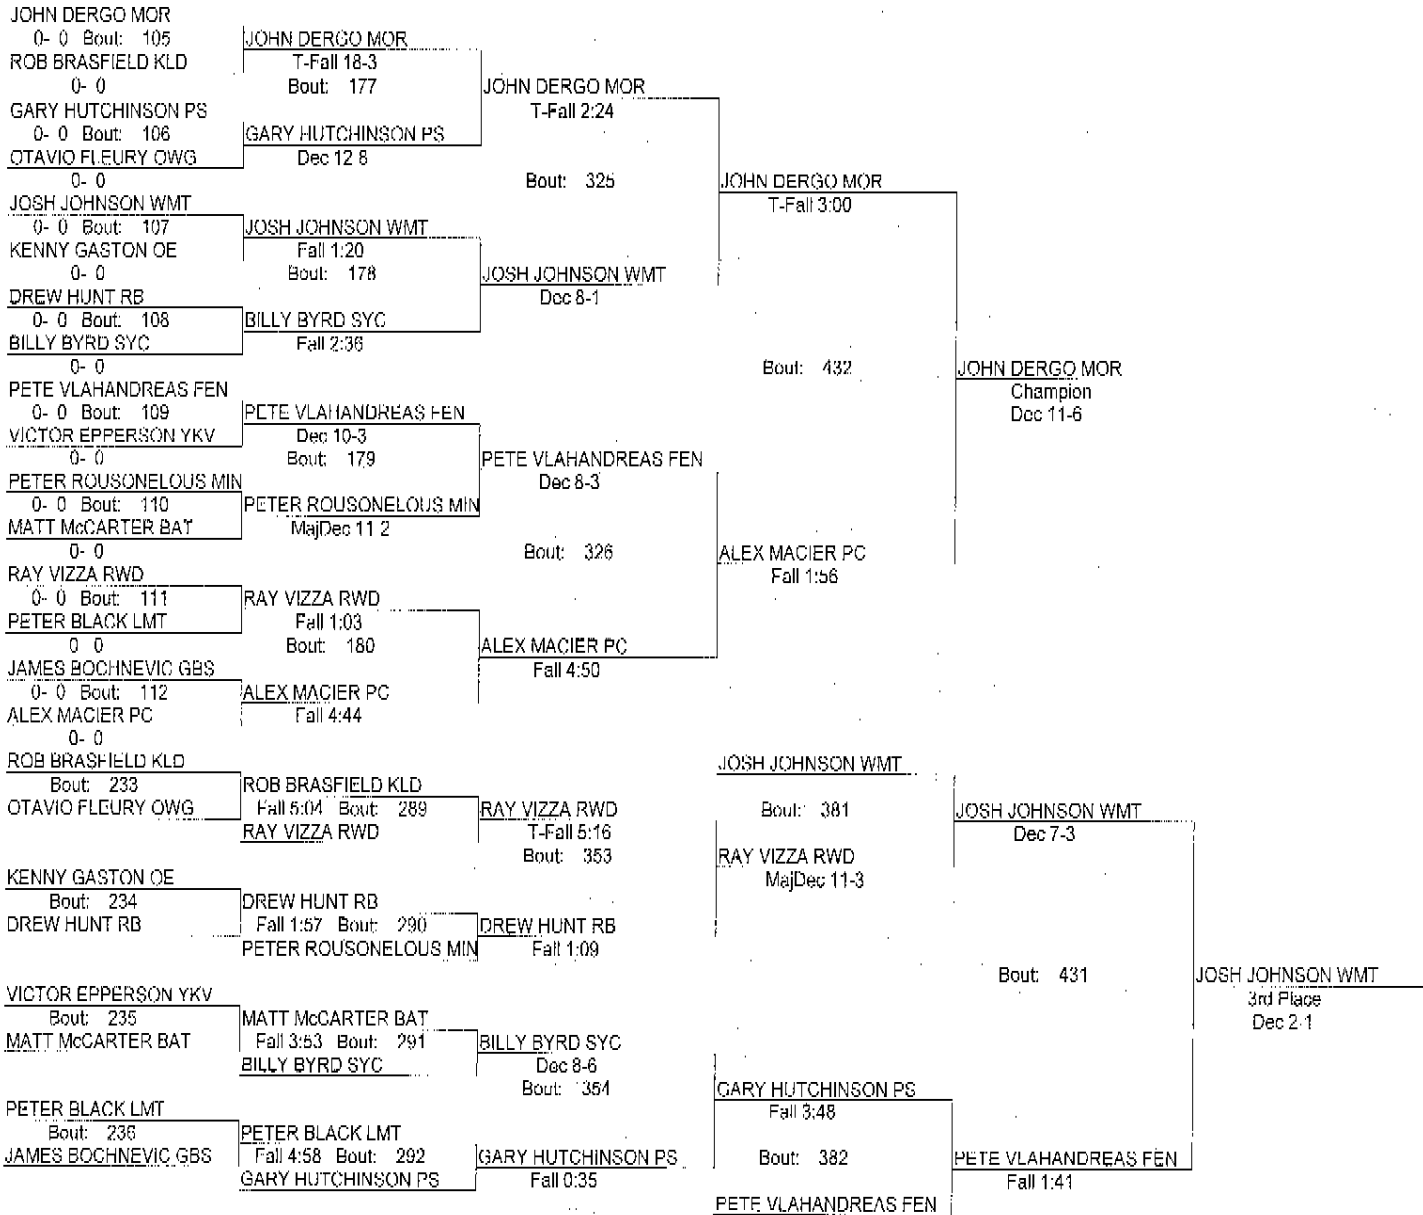 JOHN DERGO MOR
0- 0 Bout: 105
ROB BRASFIELD KLD
0- 0
GARY HUTCHINSON PS
0- 0 Bout: 106
OTAVIO FLEURY OWG
0- 0
JOSH JOHNSON WMT
0- 0 Bout: 107
KENNY GASTON OE
0- 0
DREW HUNT RB
0- 0 Bout: 108
BILLY BYRD SYC
0- 0
PETE VLAHANDREAS FEN
0- 0 Bout: 109
VICTOR EPPERSON YKV
0- 0
PETER ROUSONELOUS MIN
0- 0 Bout: 110
MATT McCARTER BAT
0- 0
RAY VIZZA RWD
0- 0 Bout: 111
PETER BLACK LMT
0 0
JAMES BOCHNEVIC GBS
0- 0 Bout: 112
ALEX MACIER PC
0- 0
JOHN DERGO MOR
T-Fall 18-3
Bout: 177
GARY HUTCHINSON PS
Dec 12 8
JOSH JOHNSON WMT
Fall 1:20
Bout: 178
BILLY BYRD SYC
Fall 2:36
PETE VLAHANDREAS FEN
Dec 10-3
Bout: 179
PETER ROUSONELOUS MIN
MajDec 11 2
RAY VIZZA RWD
Fall 1:03
Bout: 180
ALEX MACIER PC
Fall 4:44
JOHN DERGO MOR
T-Fall 2:24
Bout: 325
JOSH JOHNSON WMT
Dec 8-1
PETE VLAHANDREAS FEN
Dec 8-3
Bout: 326
ALEX MACIER PC
Fall 4:50
JOHN DERGO MOR
T-Fall 3:00
Bout: 432
ALEX MACIER PC
Fall 1:56
JOHN DERGO MOR
Champion
Dec 11-6
ROB BRASFIELD KLD
Bout: 233
OTAVIO FLEURY OWG
KENNY GASTON OE
Bout: 234
DREW HUNT RB
VICTOR EPPERSON YKV
Bout: 235
MATT McCARTER BAT
PETER BLACK LMT
Bout: 236
JAMES BOCHNEVIC GBS
ROB BRASFIELD KLD
Fall 5:04 Bout: 289
RAY VIZZA RWD
DREW HUNT RB
Fall 1:57 Bout: 290
PETER ROUSONELOUS MIN
MATT McCARTER BAT
Fall 3:53 Bout: 291
BILLY BYRD SYC
PETER BLACK LMT
Fall 4:58 Bout: 292
GARY HUTCHINSON PS
RAY VIZZA RWD
T-Fall 5:16
Bout: 353
DREW HUNT RB
Fall 1:09
BILLY BYRD SYC
Dec 8-6
Bout: 354
GARY HUTCHINSON PS
Fall 0:35
JOSH JOHNSON WMT
Bout: 381
RAY VIZZA RWD
MajDec 11-3
GARY HUTCHINSON PS
Fall 3:48
Bout: 382
PETE VLAHANDREAS FEN
JOSH JOHNSON WMT
Dec 7-3
Bout: 431
PETE VLAHANDREAS FEN
Fall 1:41
JOSH JOHNSON WMT
3rd Place
Dec 2-1